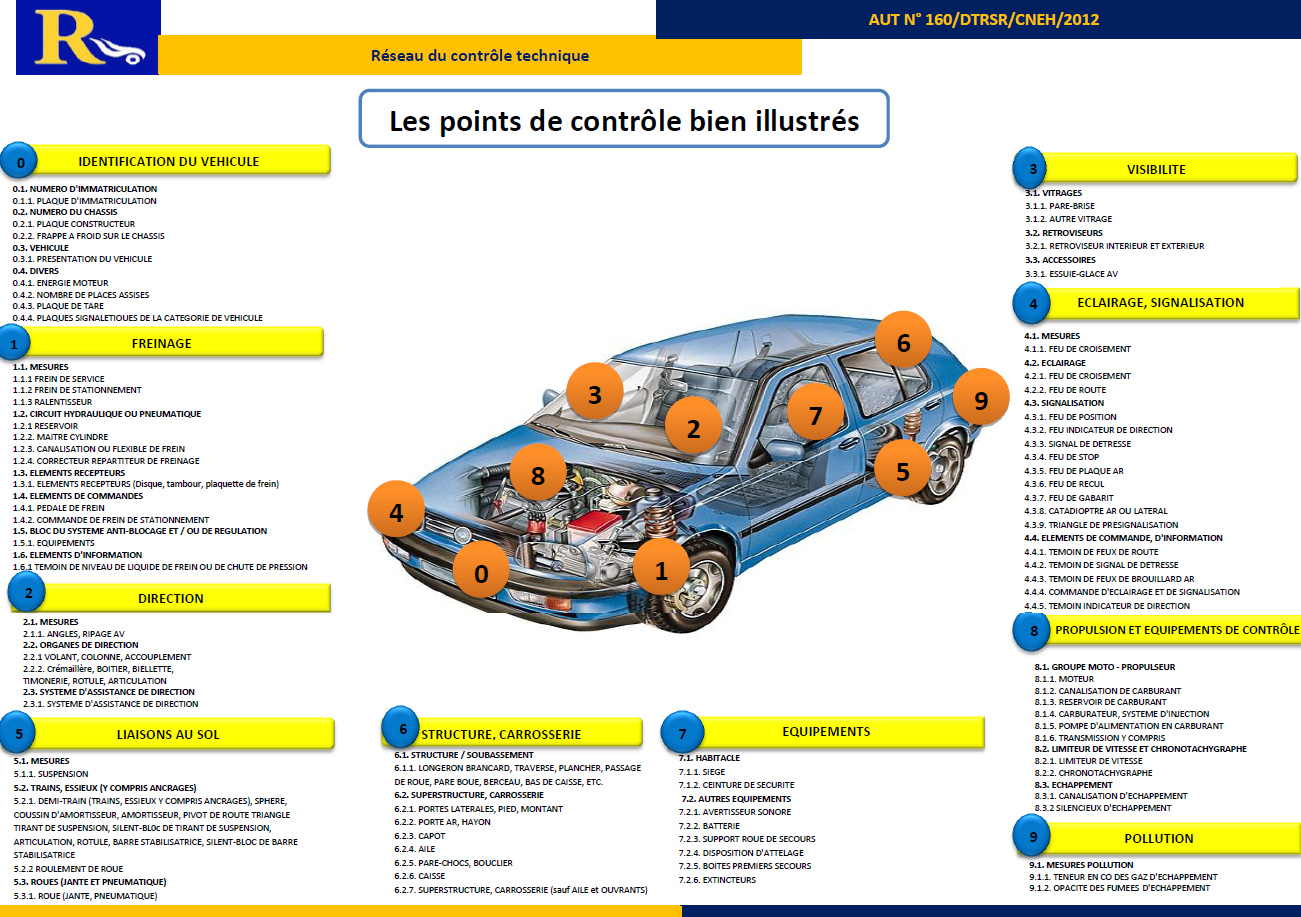 R
AUT N° 160/DTRSR/CNEH/2012
Réseau du contrôle technique
Les points de contrôle bien illustrés
0
IDENTIFICATION DU VEHICULE
0.1. NUMERO D'IMMATRICULATION
0.1.1. PLAQUE D'IMMATRICULATION
0.2. NUMERO DU CHASSIS
0.2.1. PLAQUE CONSTRUCTEUR
0.2.2. FRAPPE A FROID SUR LE CHASSIS
0.3. VEHICULE
0.3.1. PRESENTATION DU VEHICULE
0.4. DIVERS
0.4.1. ENERGIE MOTEUR
0.4.2. NOMBRE DE PLACES ASSISES
0.4.3. PLAQUE DE TARE
0.4.4. PLAQUES SIGNALETIQUES DE LA CATEGORIE DE VEHICULE
1
FREINAGE
1.1. MESURES
1.1.1 FREIN DE SERVICE
1.1.2 FREIN DE STATIONNEMENT
1.1.3 RALENTISSEUR
1.2. CIRCUIT HYDRAULIQUE OU PNEUMATIQUE
1.2.1 RESERVOIR
1.2.2. MAITRE CYLINDRE
1.2.3. CANALISATION OU FLEXIBLE DE FREIN
1.2.4. CORRECTEUR REPARTITEUR DE FREINAGE
1.3. ELEMENTS RECEPTEURS
1.3.1. ELEMENTS RECEPTEURS (Disque, tambour, plaquette de frein)
1.4. ELEMENTS DE COMMANDES
1.4.1. PEDALE DE FREIN
1.4.2. COMMANDE DE FREIN DE STATIONNEMENT
1.5. BLOC DU SYSTEME ANTI-BLOCAGE ET / OU DE REGULATION
1.5.1. EQUIPEMENTS
1.6. ELEMENTS D'INFORMATION
1.6.1 TEMOIN DE NIVEAU DE LIQUIDE DE FREIN OU DE CHUTE DE PRESSION
2
DIRECTION
2.1. MESURES
2.1.1. ANGLES, RIPAGE AV
2.2. ORGANES DE DIRECTION
2.2.1 VOLANT, COLONNE, ACCOUPLEMENT
2.2.2. Crémaillère, BOITIER, BIELLETTE,
TIMONERIE, ROTULE, ARTICULATION
2.3. SYSTEME D'ASSISTANCE DE DIRECTION
2.3.1. SYSTEME D'ASSISTANCE DE DIRECTION
3
VISIBILITE
3.1. VITRAGES
3.1.1. PARE-BRISE
3.1.2. AUTRE VITRAGE
3.2. RETROVISEURS
3.2.1. RETROVISEUR INTERIEUR ET EXTERIEUR
3.3. ACCESSOIRES
3.3.1. ESSUIE-GLACE AV
4
ECLAIRAGE, SIGNALISATION
4.1. MESURES
4.1.1. FEU DE CROISEMENT
4.2. ECLAIRAGE
4.2.1. FEU DE CROISEMENT
4.2.2. FEU DE ROUTE
4.3. SIGNALISATION
4.3.1. FEU DE POSITION
4.3.2. FEU INDICATEUR DE DIRECTION
4.3.3. SIGNAL DE DETRESSE
4.3.4. FEU DE STOP
4.3.5. FEU DE PLAQUE AR
4.3.6. FEU DE RECUL
4.3.7. FEU DE GABARIT
4.3.8. CATADIOPTRE AR OU LATERAL
4.3.9. TRIANGLE DE PRESIGNALISATION
4.4. ELEMENTS DE COMMANDE, D'INFORMATION
4.4.1. TEMOIN DE FEUX DE ROUTE
4.4.2. TEMOIN DE SIGNAL DE DETRESSE
4.4.3. TEMOIN DE FEUX DE BROUILLARD AR
4.4.4. COMMANDE D'ECLAIRAGE ET DE SIGNALISATION
4.4.5. TEMOIN INDICATEUR DE DIRECTION
6
3
9
7
2
5
8
4
1
0
5
LIAISONS AU SOL
5.1. MESURES
5.1.1. SUSPENSION
5.2. TRAINS, ESSIEUX (Y COMPRIS ANCRAGES)
5.2.1. DEMI-TRAIN (TRAINS, ESSIEUX Y COMPRIS ANCRAGES), SPHERE,
COUSSIN D'AMORTISSEUR, AMORTISSEUR, PIVOT DE ROUTE TRIANGLE
TIRANT DE SUSPENSION, SILENT-BLOC DE TIRANT DE SUSPENSION,
ARTICULATION, ROTULE, BARRE STABILISATRICE, SILENT-BLOC DE BARRE
STABILISATRICE
5.2.2 ROULEMENT DE ROUE
5.3. ROUES (JANTE ET PNEUMATIQUE)
5.3.1. ROUE (JANTE, PNEUMATIQUE)
6
STRUCTURE, CARROSSERIE
6.1. STRUCTURE / SOUBASSEMENT
6.1.1. LONGERON BRANCARD, TRAVERSE, PLANCHER, PASSAGE
DE ROUE, PARE BOUE, BERCEAU, BAS DE CAISSE, ETC.
6.2. SUPERSTRUCTURE, CARROSSERIE
6.2.1. PORTES LATERALES, PIED, MONTANT
6.2.2. PORTE AR, HAYON
6.2.3. CAPOT
6.2.4. AILE
6.2.5. PARE-CHOCS, BOUCLIER
6.2.6. CAISSE
6.2.7. SUPERSTRUCTURE, CARROSSERIE (sauf AILE et OUVRANTS)
7
EQUIPEMENTS
7.1. HABITACLE
7.1.1. SIEGE
7.1.2. CEINTURE DE SECURITE
7.2. AUTRES EQUIPEMENTS
7.2.1. AVERTISSEUR SONORE
7.2.2. BATTERIE
7.2.3. SUPPORT ROUE DE SECOURS
7.2.4. DISPOSITION D'ATTELAGE
7.2.5. BOITES PREMIERS SECOURS
7.2.6. EXTINCTEURS
8
PROPULSION ET EQUIPEMENTS DE CONTRÔLE
8.1. GROUPE MOTO - PROPULSEUR
8.1.1. MOTEUR
8.1.2. CANALISATION DE CARBURANT
8.1.3. RESERVOIR DE CARBURANT
8.1.4. CARBURATEUR, SYSTEME D'INJECTION
8.1.5. POMPE D'ALIMENTATION EN CARBURANT
8.1.6. TRANSMISSION Y COMPRIS
8.2. LIMITEUR DE VITESSE ET CHRONOTACHYGRAPHE
8.2.1. LIMITEUR DE VITESSE
8.2.2. CHRONOTACHYGRAPHE
8.3. ECHAPPEMENT
8.3.1. CANALISATION D'ECHAPPEMENT
8.3.2 SILENCIEUX D'ECHAPPEMENT
9
POLLUTION
9.1. MESURES POLLUTION
9.1.1. TENEUR EN CO DES GAZ D'ECHAPPEMENT
9.1.2. OPACITE DES FUMEES D'ECHAPPEMENT